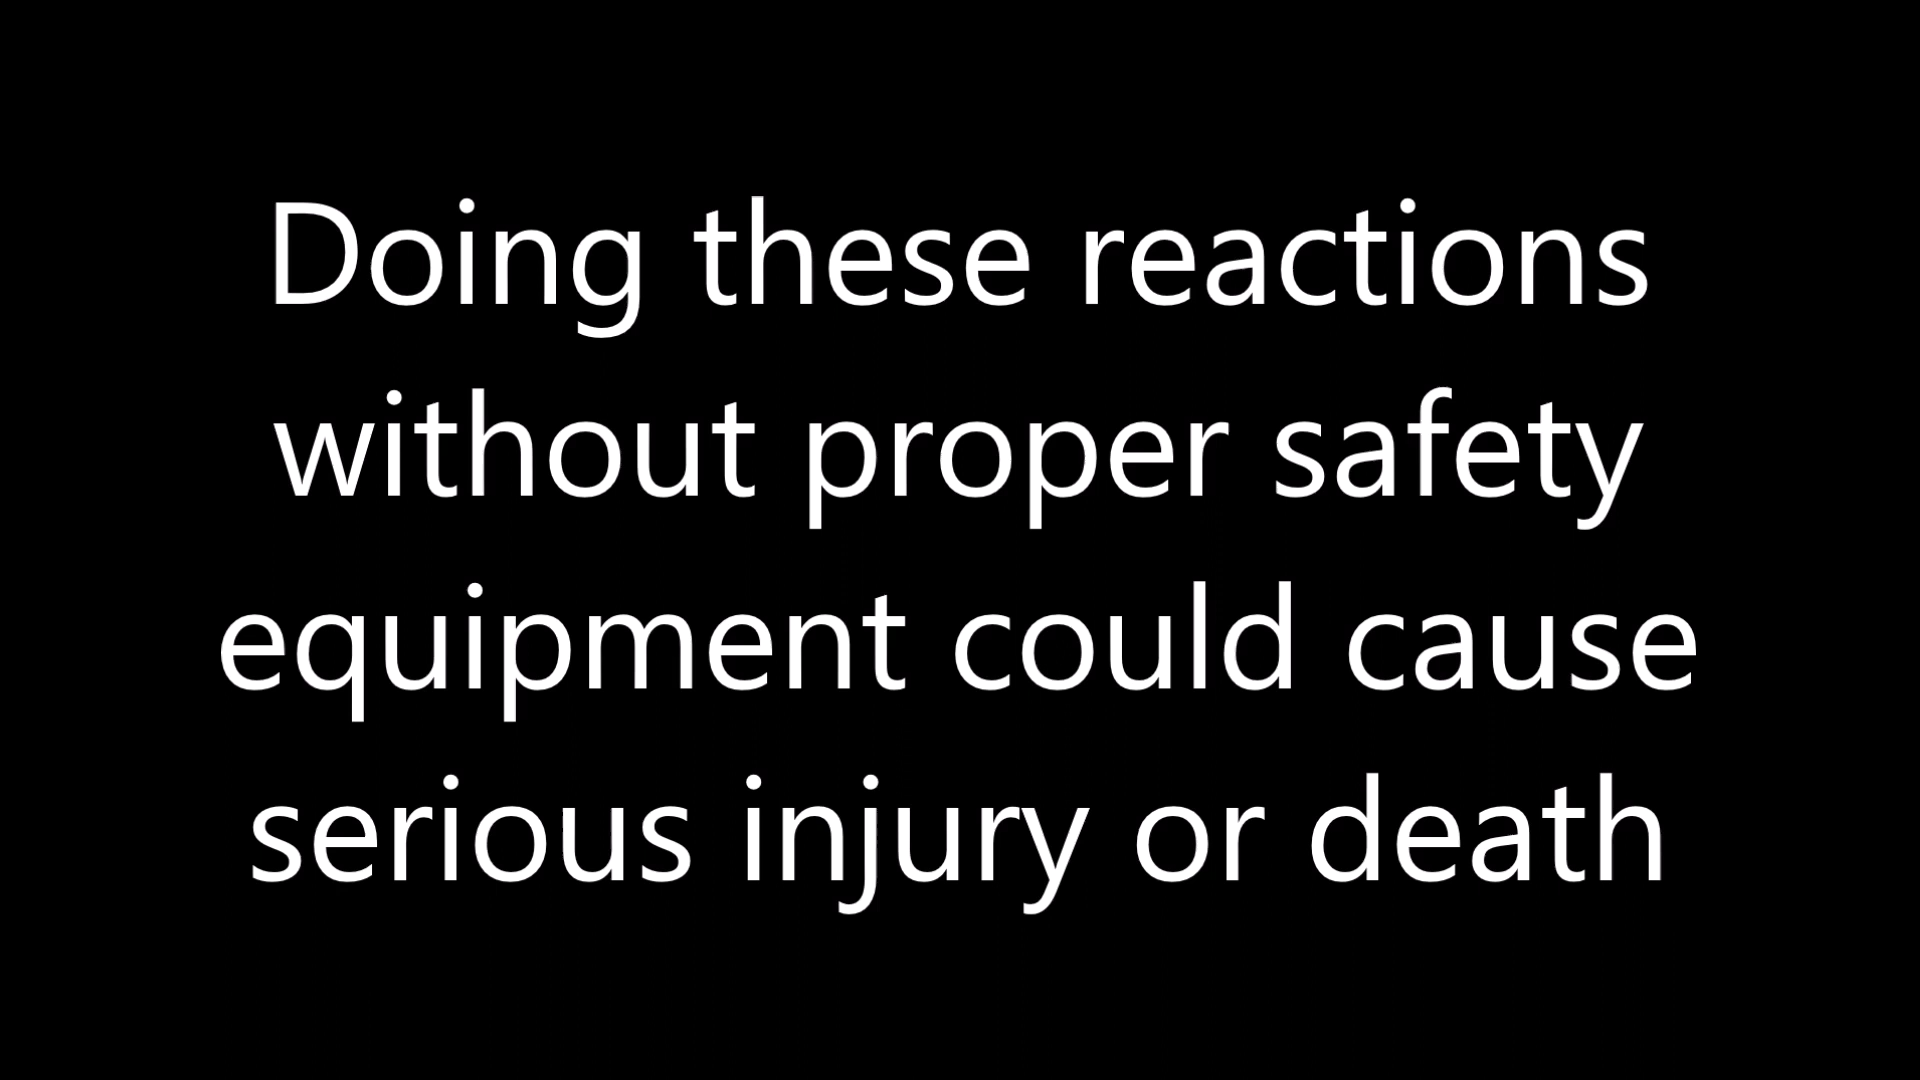 Doing these reactions
without proper safety
equipment could cause
serious injury or death